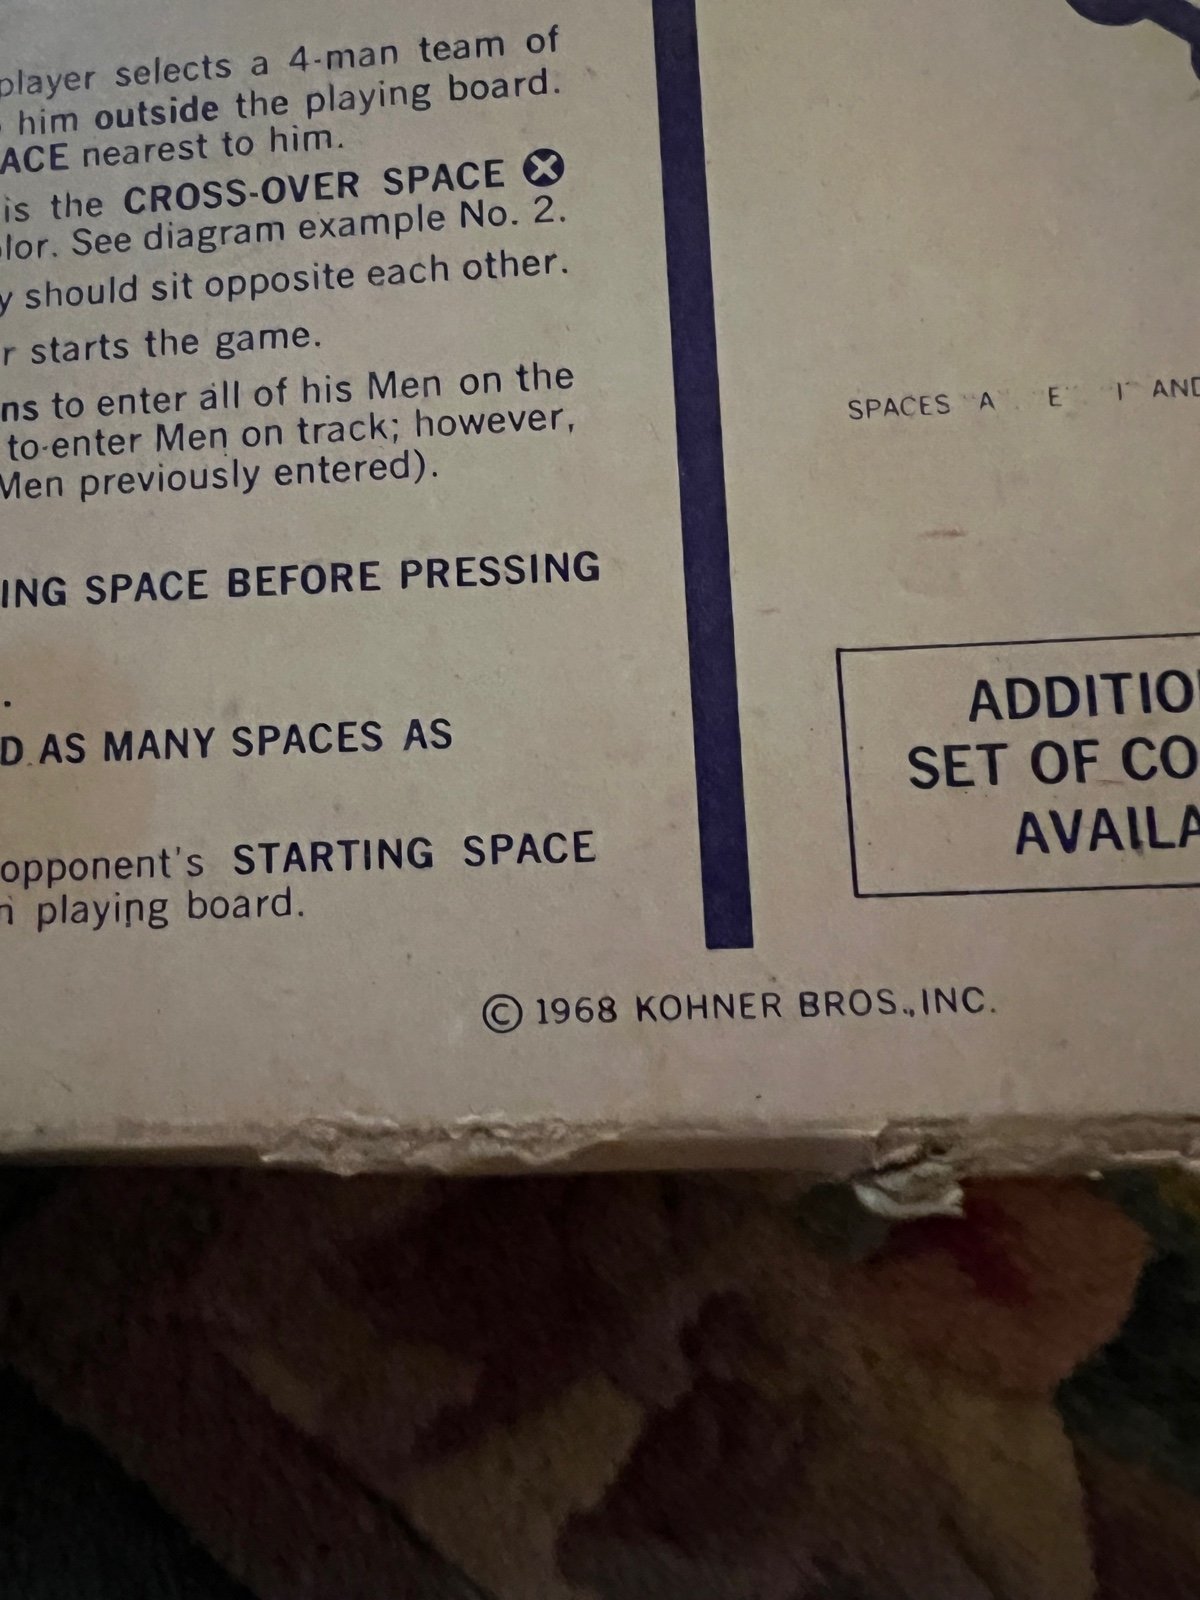 player selects a 4-man team of
him outside the playing board.
ACE nearest to him.
is the CROSS-OVER SPACE
lor. See diagram example No. 2.
y should sit opposite each other.
r starts the game.
ns to enter all of his Men on the
to-enter Men on track; however,
Men previously entered).
ING SPACE BEFORE PRESSING
.
D AS MANY SPACES AS
opponent's STARTING SPACE
playing board.
SPACES AND
ADDITIO
SET OF CO
AVAILA
© 1968 KOHNER BROS., INC.